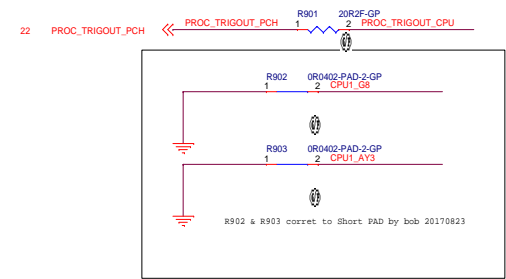 R901 20R2F-GP
22 PROC_TRIGOUT_PCH PROC_TRIGOUT_PCH 1 2 PROC_TRIGOUT_CPU
R902 0R0402-PAD-2-GP
1 2 CPU1_G8
R903 0R0402-PAD-2-GP
1 2 CPU1_AY3
R902 & R903 corret to Short PAD by bob 20170823